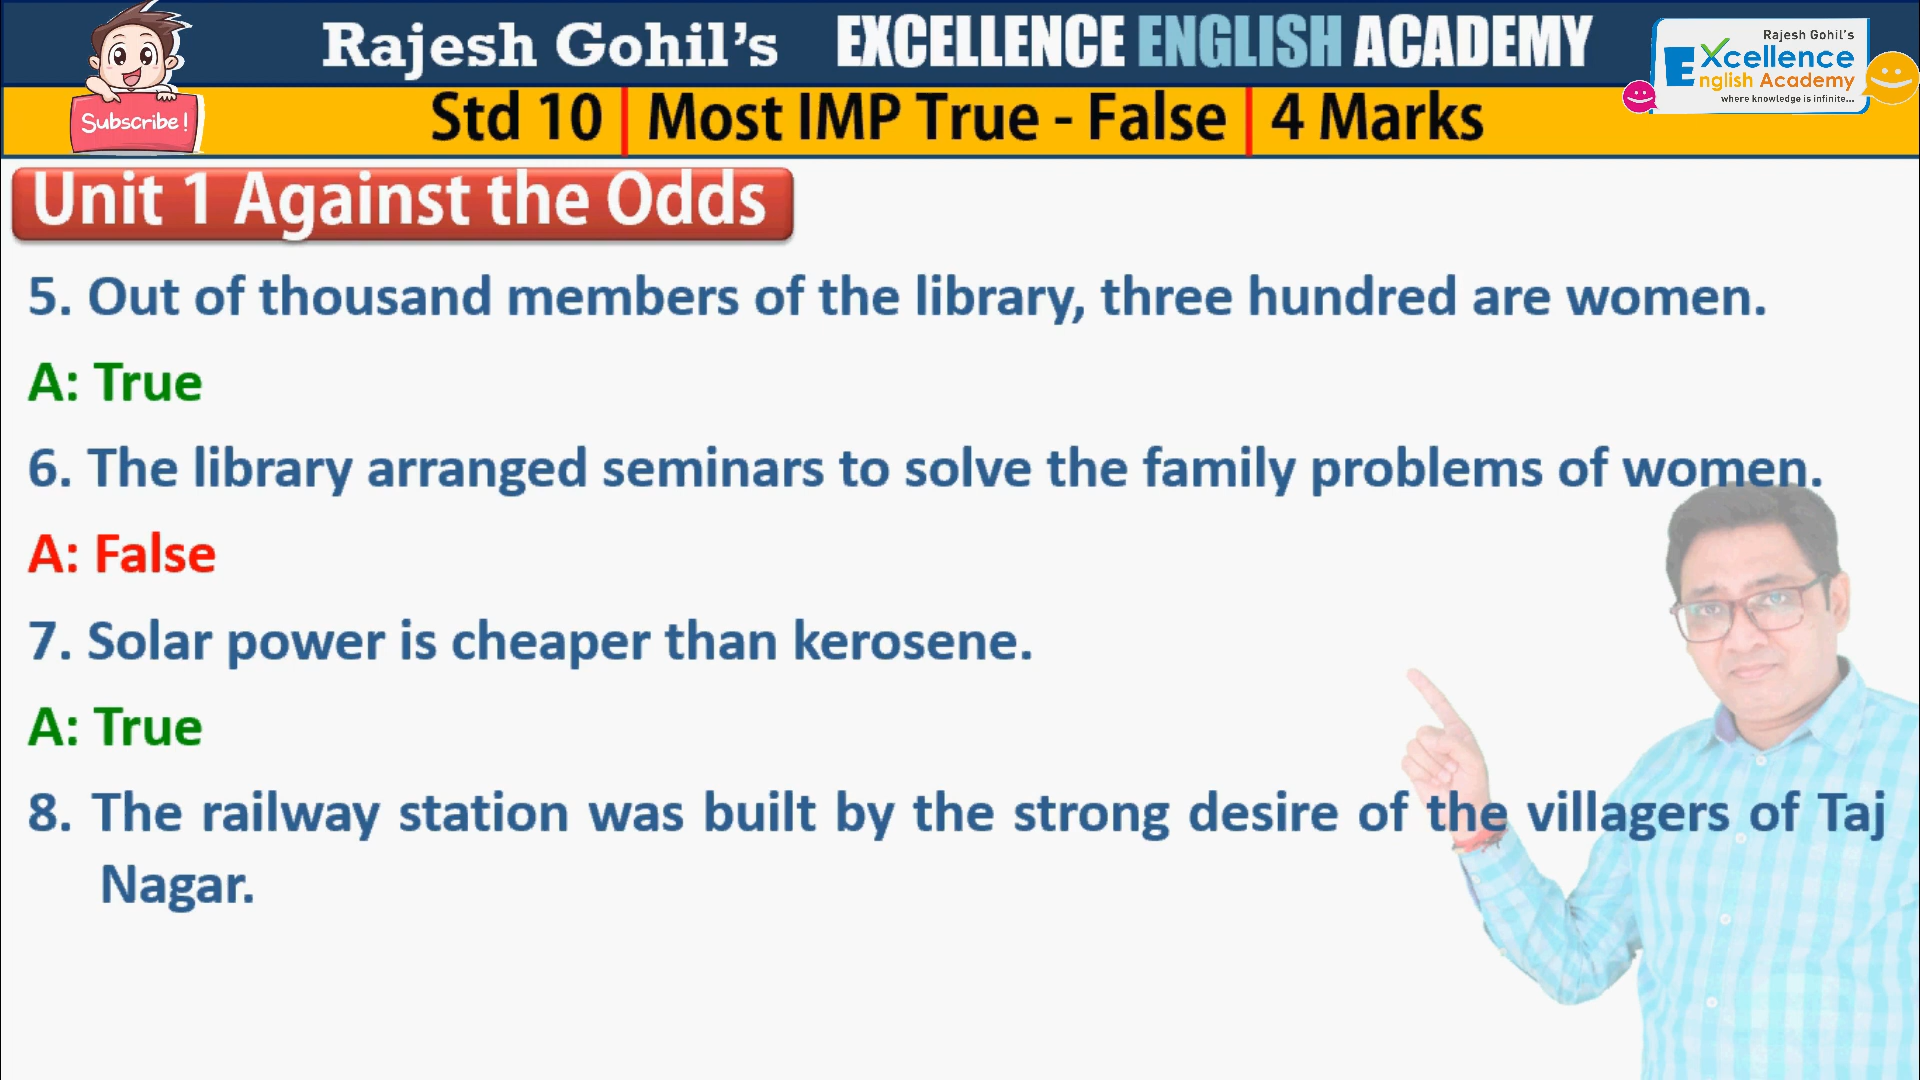 Rajesh Gohil's EXCELLENCE ENGLISH ACADEMY
Rajesh Gohil's
Excellence
English Academy
where knowledge is infinite...
Subscribe!
Std 10 | Most IMP True - False | 4 Marks
Unit 1 Against the Odds
5. Out of thousand members of the library, three hundred are women.
A: True
6. The library arranged seminars to solve the family problems of women.
A: False
7. Solar power is cheaper than kerosene.
A: True
8. The railway station was built by the strong desire of the villagers of Taj
Nagar.